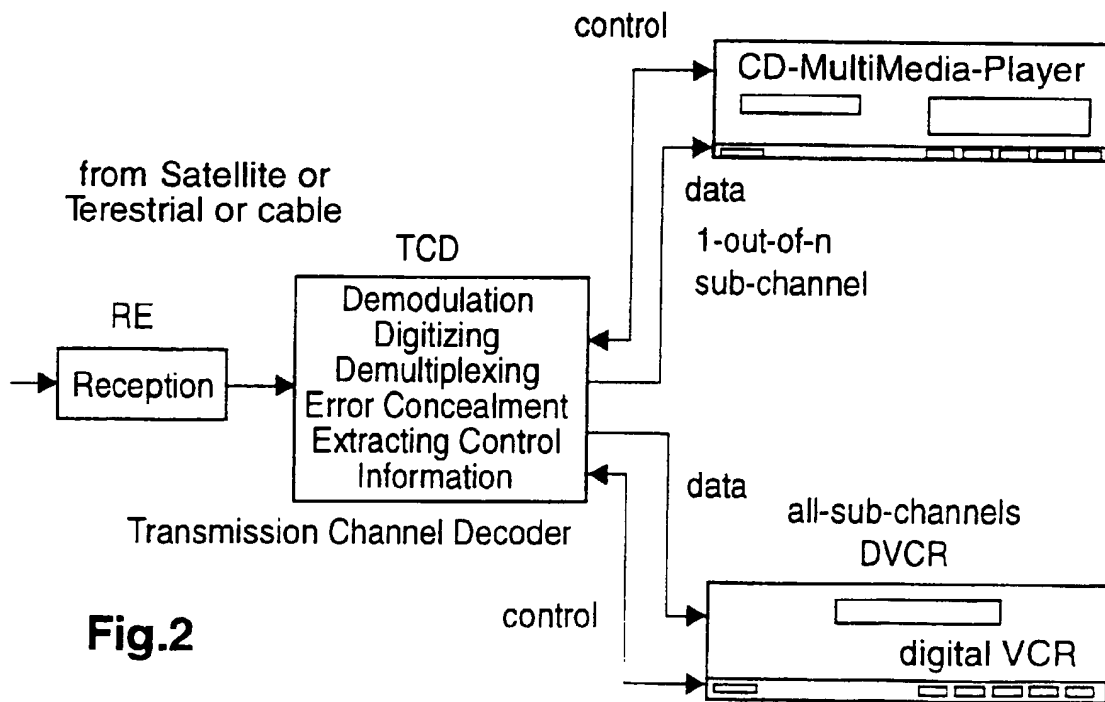 control
CD-MultiMedia-Player
from Satellite or
Terestrial or cable
data
1-out-of-n
sub-channel
TCD
RE
Reception
Demodulation
Digitizing
Demultiplexing
Error Concealment
Extracting Control
Information
Transmission Channel Decoder
data
all-sub-channels
DVCR
control
digital VCR
Fig.2